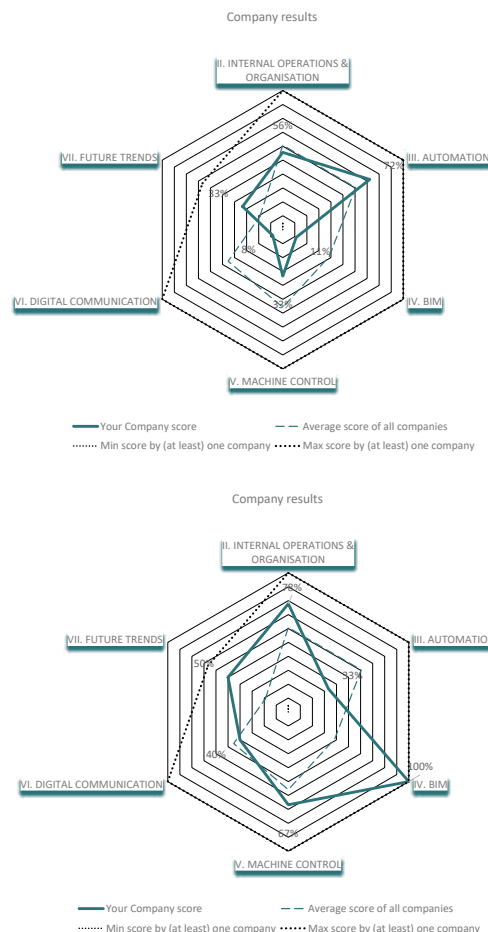 Company results
II. INTERNAL OPERATIONS &
ORGANISATION
56%
VII. FUTURE TRENDS
72%
III. AUTOMATION
33%
8%
11%
VI. DIGITAL COMMUNICATION
33%
IV. BIM
V. MACHINE CONTROL
Your Company score
Average score of all companies
Min score by (at least) one company
Max score by (at least) one company
Company results
II. INTERNAL OPERATIONS &
ORGANISATION
78%
VII. FUTURE TRENDS
III. AUTOMATION
50%
33%
40%
100%
VI. DIGITAL COMMUNICATION
IV. BIM
67%
V. MACHINE CONTROL
Your Company score
Average score of all companies
Min score by (at least) one company
Max score by (at least) one company